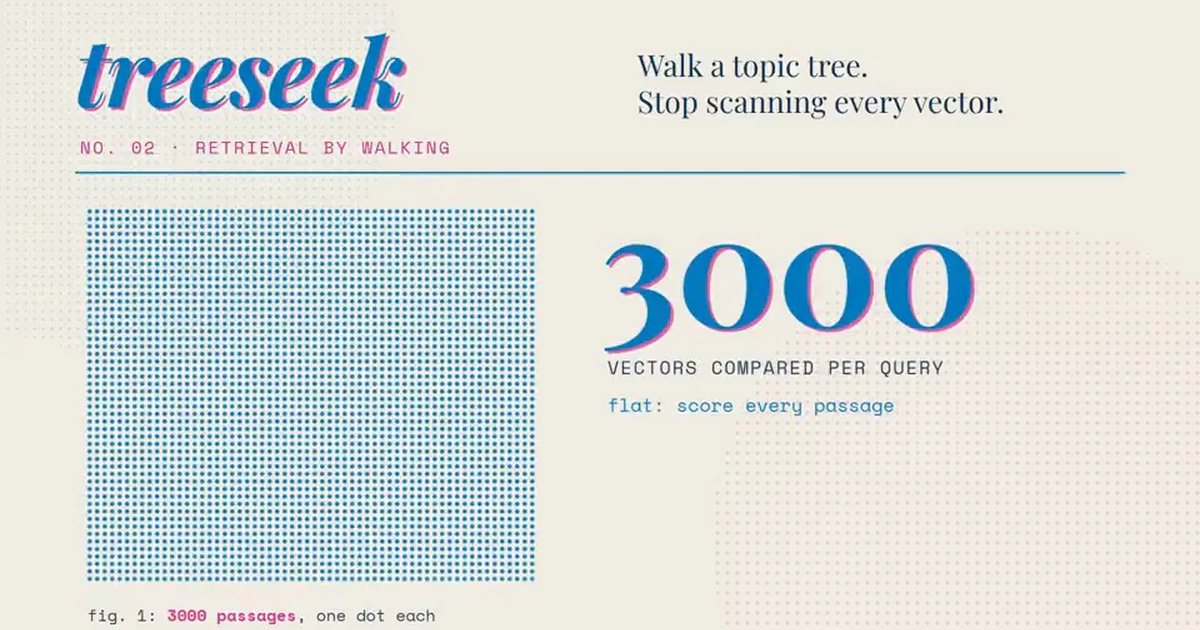 treeseek
Walk a topic tree.
Stop scanning every vector.
NO. 02 · RETRIEVAL BY WALKING
3000
VECTORS COMPARED PER QUERY
flat: score every passage
fig. 1: 3000 passages, one dot each